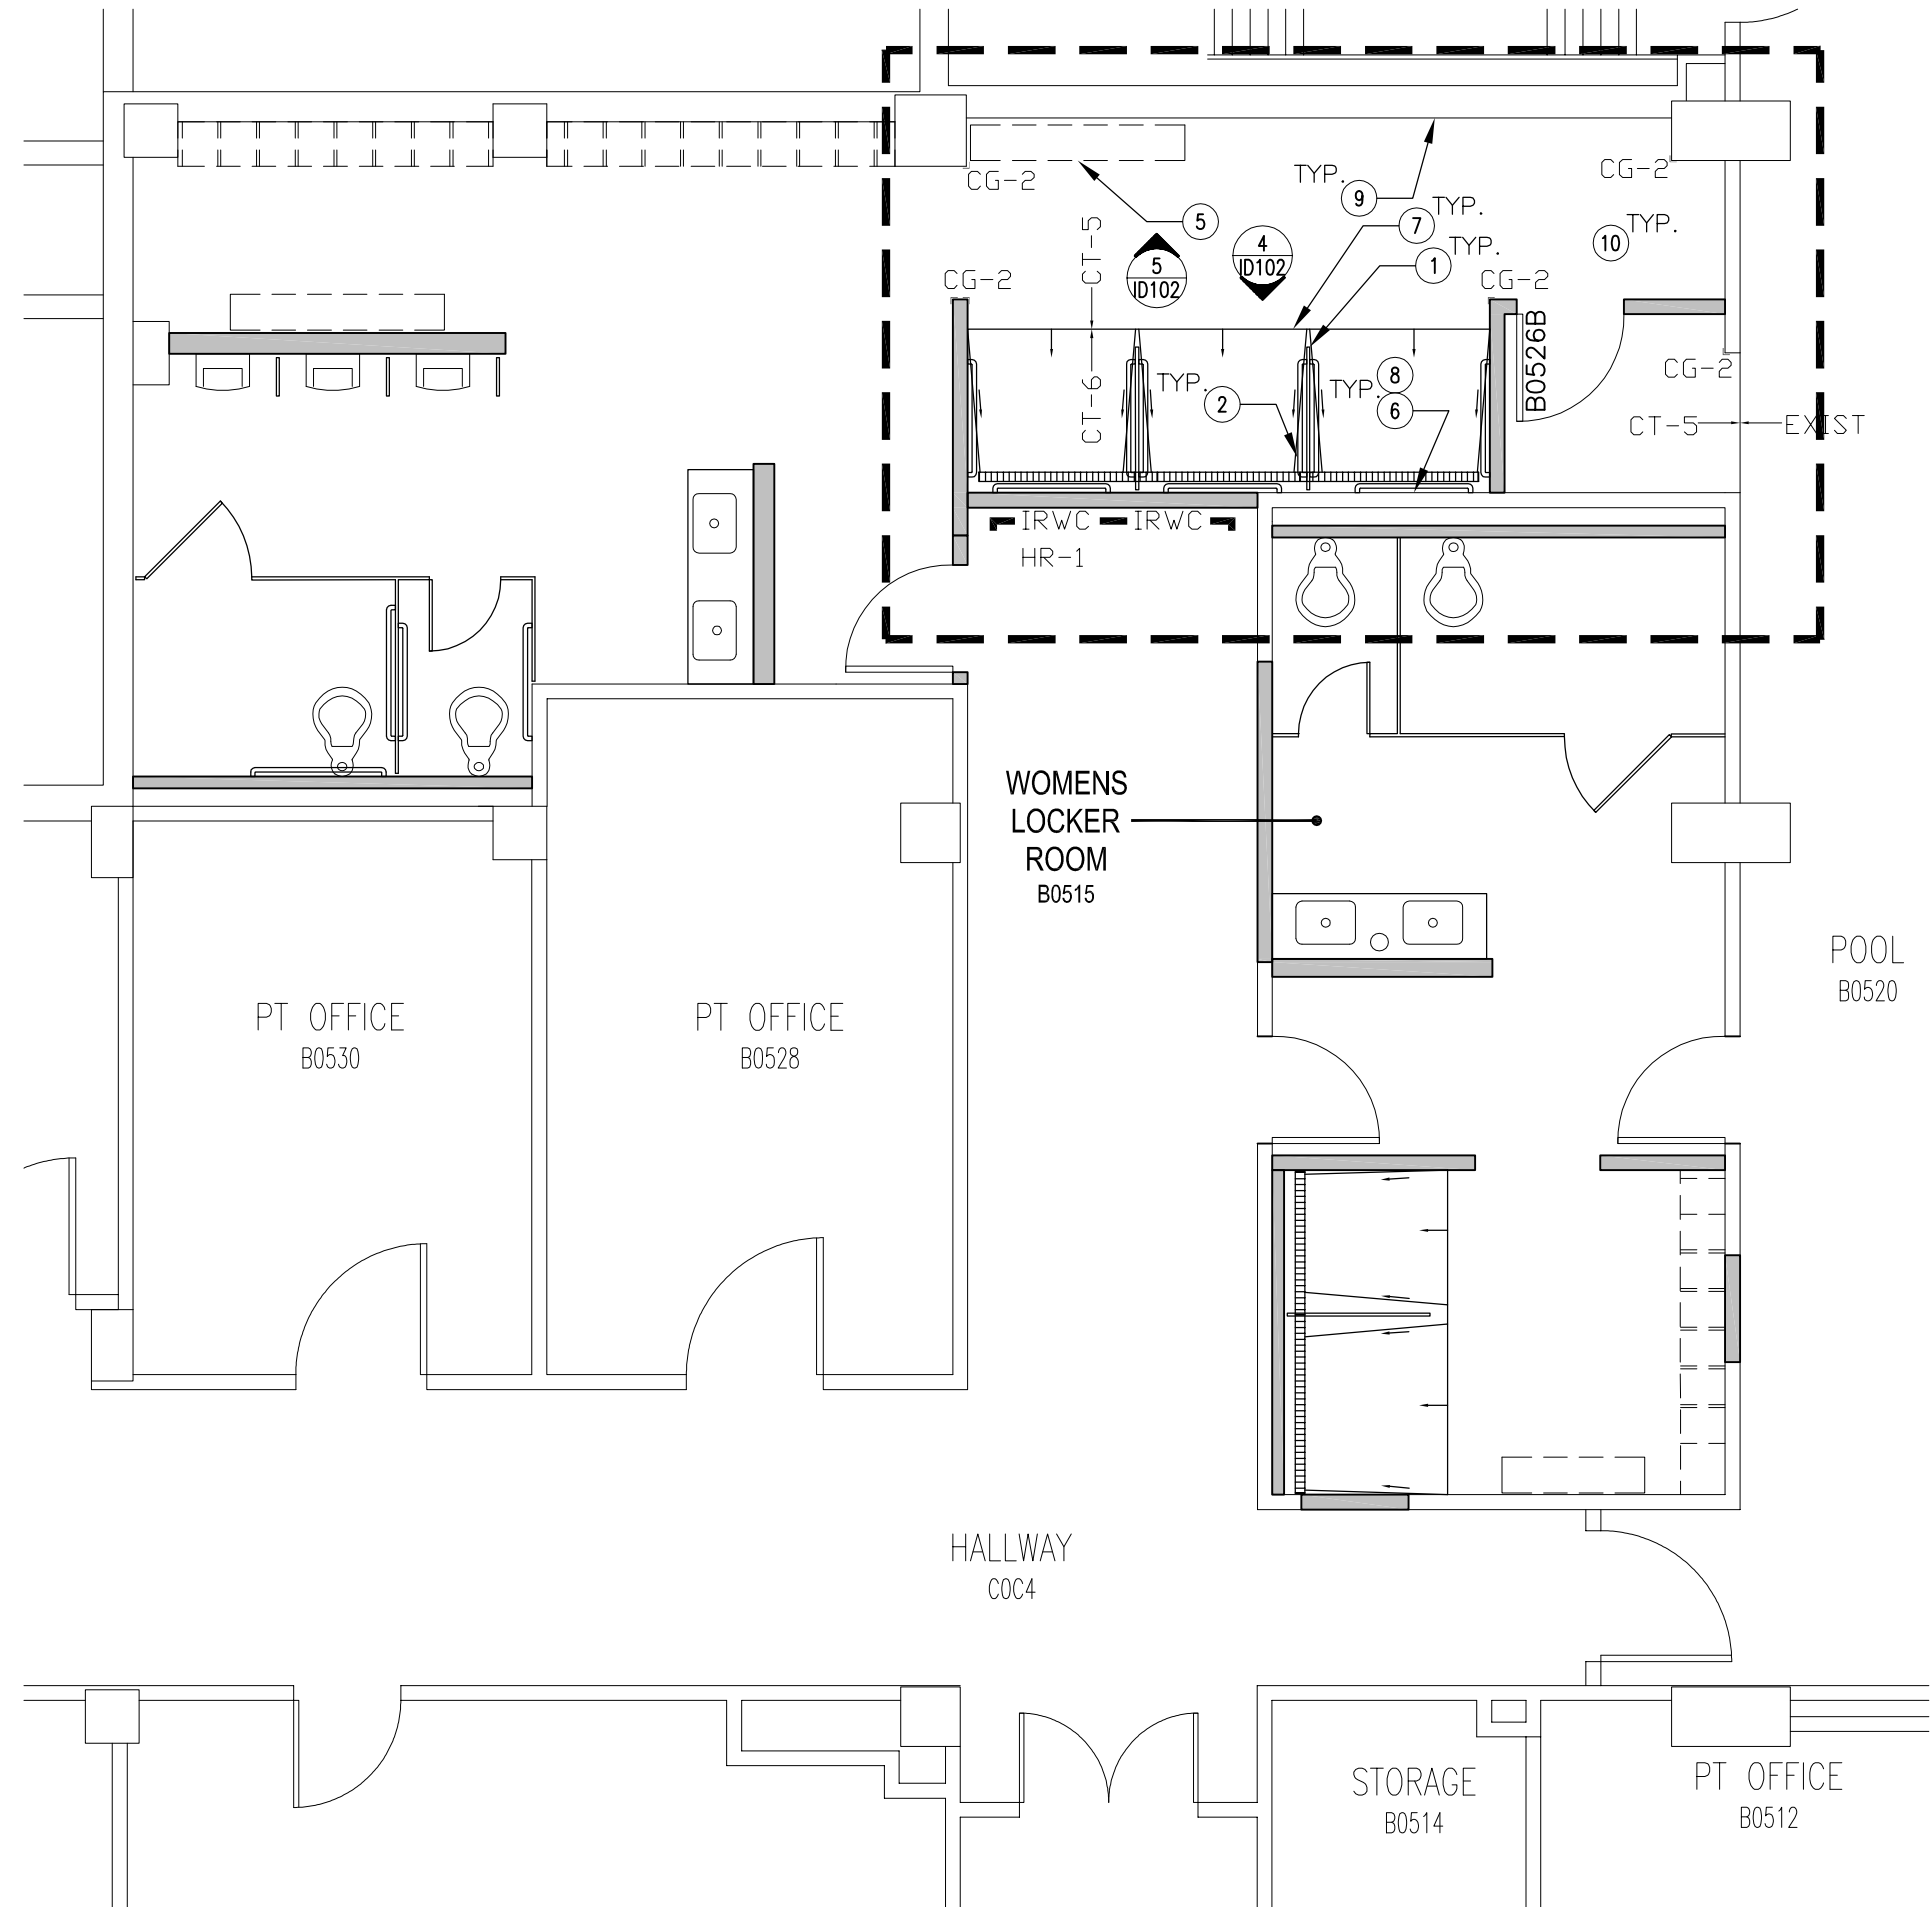 CG-2
CG-2
TYP.
9
TYP.
7
TYP.
1
TYP.
10
5
CT-5
5
ID102
4
ID102
CG-2
CG-2
B0526B
CG-2
CT-6
TYP.
2
TYP.
8
6
CT-5
EXIST
IRWC
IRWC
HR-1
WOMENS
LOCKER
ROOM
B0515
POOL
B0520
PT OFFICE
B0530
PT OFFICE
B0528
HALLWAY
C0C4
STORAGE
B0514
PT OFFICE
B0512